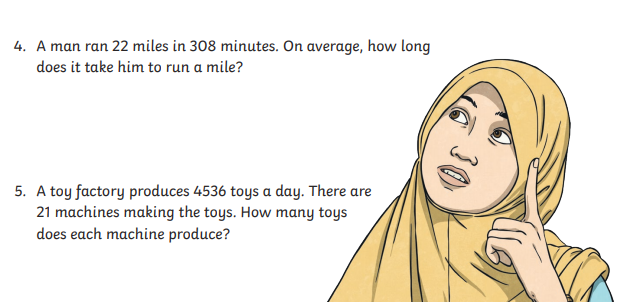 4. A man ran 22 miles in 308 minutes. On average, how long
does it take him to run a mile?
5. A toy factory produces 4536 toys a day. There are
21 machines making the toys. How many toys
does each machine produce?